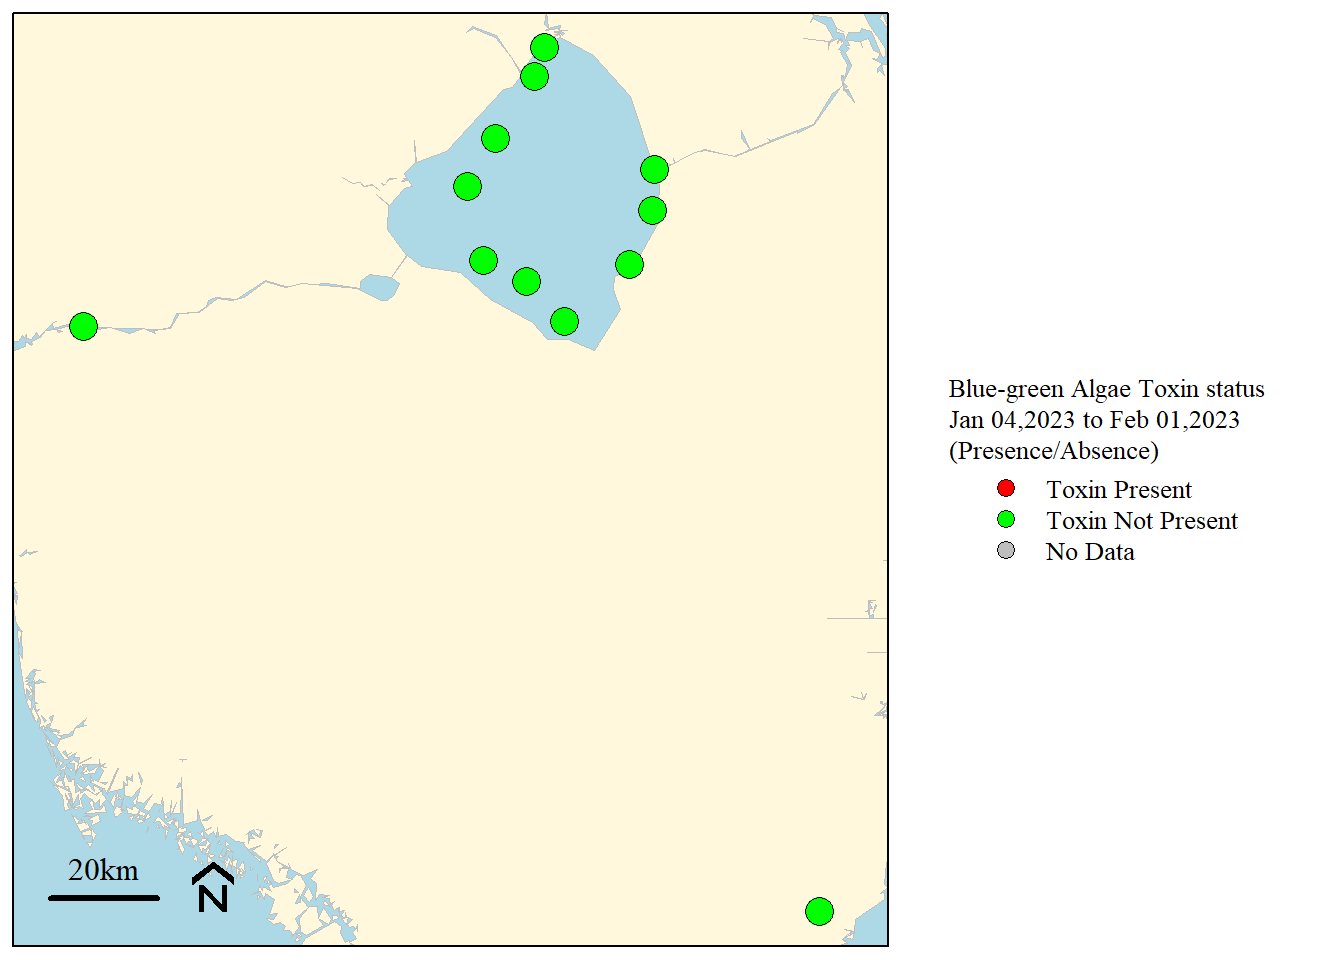 Blue-green Algae Toxin status
Jan 04,2023 to Feb 01,2023
(Presence/Absence)
Toxin Present
Toxin Not Present
No Data
20km
N